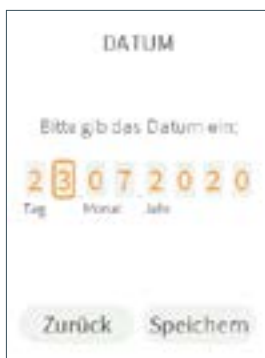 DATUM
Bitte gib das Datum ein:
2 3 . 0 7 . 2 0 2 0
Tag Monat Jahr
Zurück Speichern